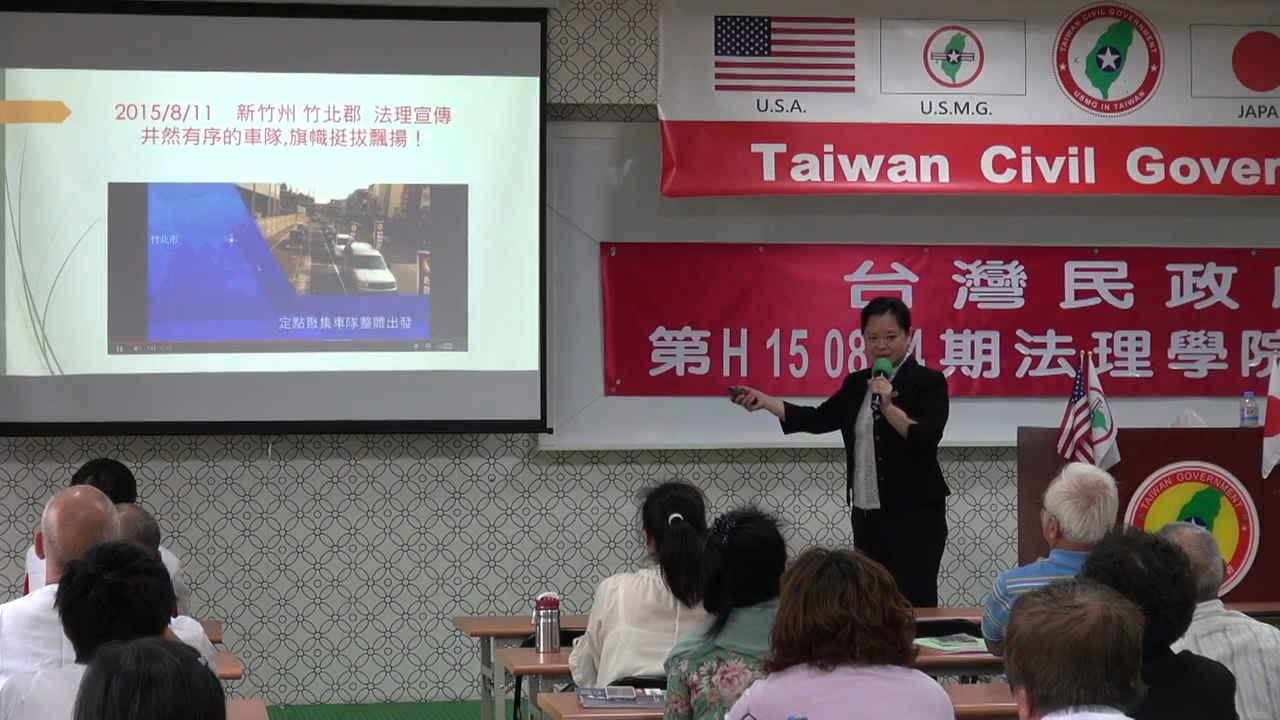 2015/8/11 新竹州 竹北郡 法理宣傳
井然有序的車隊,旗幟挺拔飄揚！
竹北市
定點聚集車隊整體出發
U.S.A.
U.S.M.G.
TAIWAN CIVIL GOVERNMENT
USMG IN TAIWAN
JAPA
Taiwan Civil Gover
台灣民政
第H 15 08 4期法理學院
TAIWAN GOVERNMENT